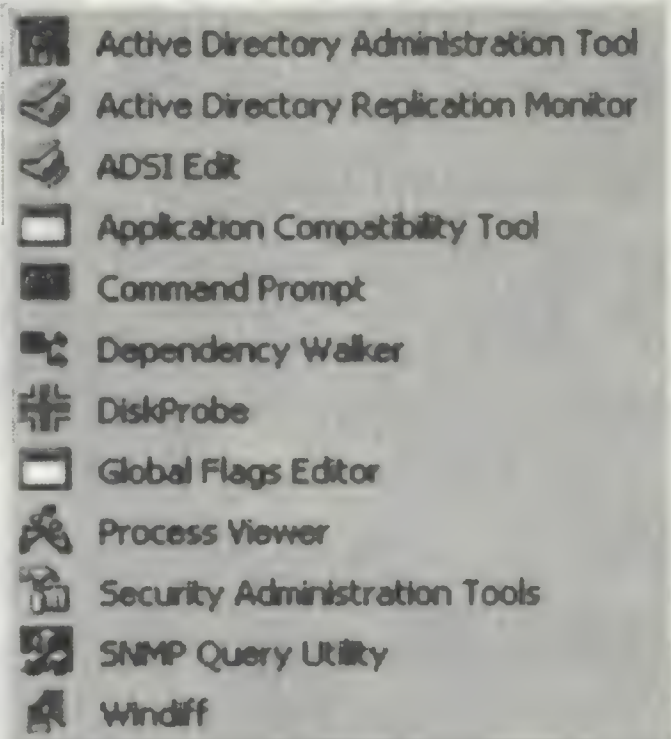 Active Directory Administration Tool
Active Directory Replication Monitor
ADSI Edit
Application Compatibility Tool
Command Prompt
Dependency Walker
DiskProbe
Global Flags Editor
Process Viewer
Security Administration Tools
SNMP Query Utility
Windiff